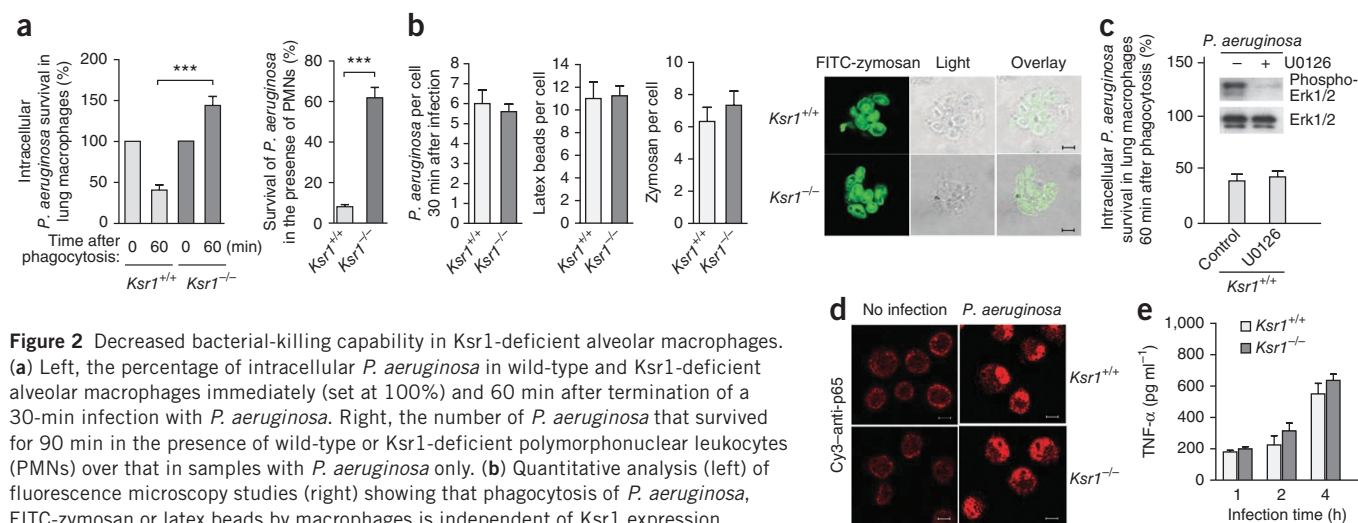 a
Intracellular
P. aeruginosa survival in
lung macrophages (%)
200
150
100
50
0
***
Time after
phagocytosis:
0 60 0 60 (min)
Ksr1+/+ Ksr1–/–
Survival of P. aeruginosa
in the presense of PMNs (%)
80
60
40
20
0
***
Ksr1+/+
Ksr1–/–
b
P. aeruginosa per cell
30 min after infection
8
7
6
5
4
3
2
1
0
Ksr1+/+
Ksr1–/–
Latex beads per cell
14
12
10
8
6
4
2
0
Ksr1+/+
Ksr1–/–
Zymosan per cell
10
8
6
4
2
0
Ksr1+/+
Ksr1–/–
FITC-zymosan Light Overlay
Ksr1+/+
Ksr1–/–
c
Intracellular P. aeruginosa
survival in lung macrophages
60 min after phagocytosis (%)
150
125
100
50
0
P. aeruginosa
– + U0126
Phospho-
Erk1/2
Erk1/2
Control
U0126
Ksr1+/+
Figure 2 Decreased bacterial-killing capability in Ksr1-deficient alveolar macrophages.
(a) Left, the percentage of intracellular P. aeruginosa in wild-type and Ksr1-deficient
alveolar macrophages immediately (set at 100%) and 60 min after termination of a
30-min infection with P. aeruginosa. Right, the number of P. aeruginosa that survived
for 90 min in the presence of wild-type or Ksr1-deficient polymorphonuclear leukocytes
(PMNs) over that in samples with P. aeruginosa only. (b) Quantitative analysis (left) of
fluorescence microscopy studies (right) showing that phagocytosis of P. aeruginosa,
FITC-zymosan or latex beads by macrophages is independent of Ksr1 expression
d
No infection P. aeruginosa
Cy3–anti-p65
Ksr1+/+
Ksr1–/–
e
TNF-α (pg ml–1)
1,000
800
600
400
200
0
Ksr1+/+
Ksr1–/–
1 2 4
Infection time (h)